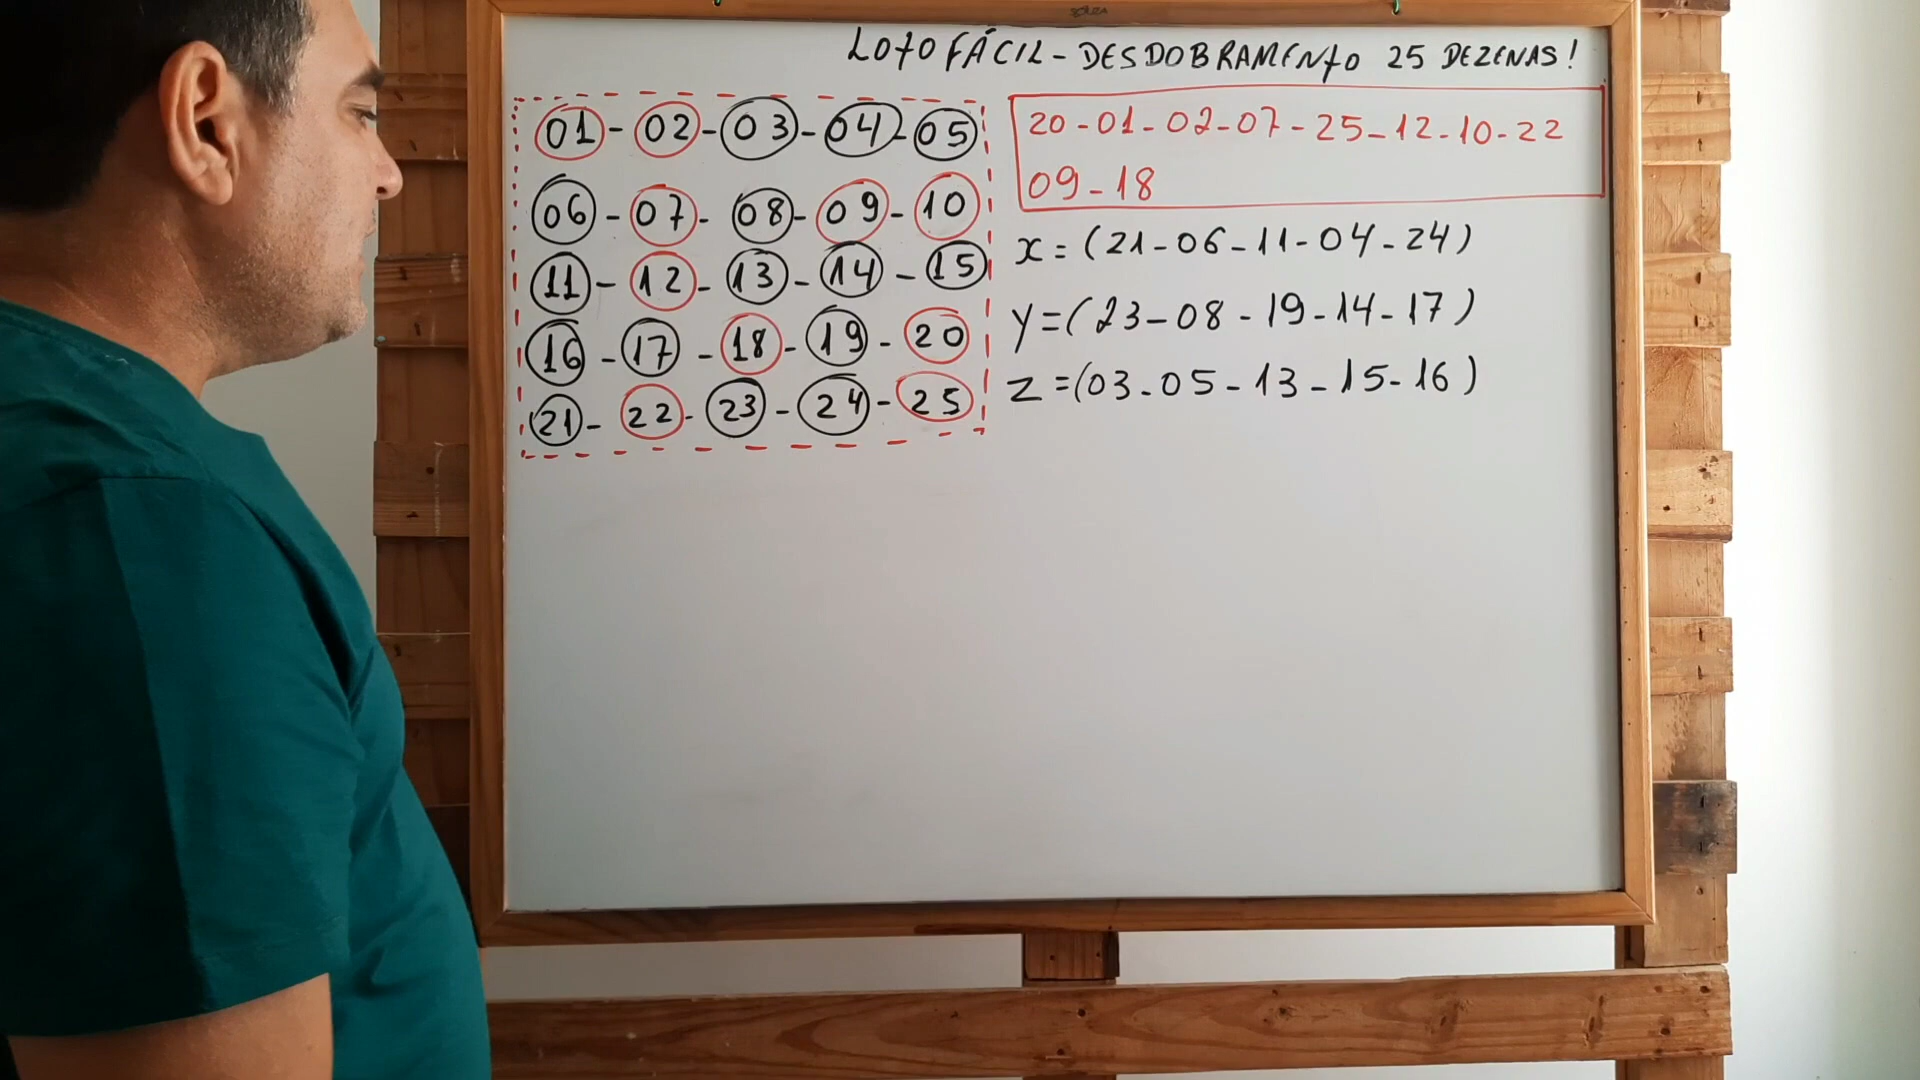 LOTOFÁCIL - DESDOBRAMENTO 25 DEZENAS!
01 - 02 - 03 - 04 - 05
06 - 07 - 08 - 09 - 10
11 - 12 - 13 - 14 - 15
16 - 17 - 18 - 19 - 20
21 - 22 - 23 - 24 - 25
20 - 01 - 02 - 07 - 25 - 12 - 10 - 22
09 - 18
x = (21 - 06 - 11 - 04 - 24)
y = (23 - 08 - 19 - 14 - 17)
z = (03 - 05 - 13 - 15 - 16)